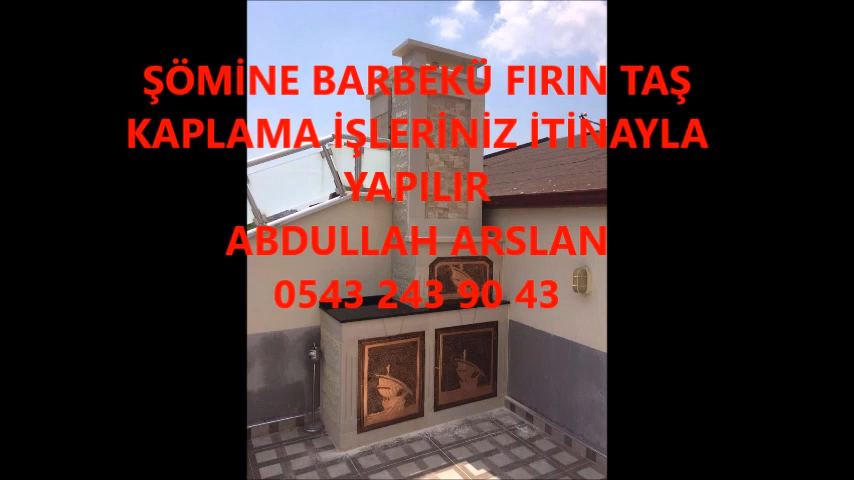 ŞÖMİNE BARBEKÜ FIRIN TAŞ
KAPLAMA İŞLERİNİZ İTİNAYLA
YAPILIR
ABDULLAH ARSLAN
0543 243 90 43